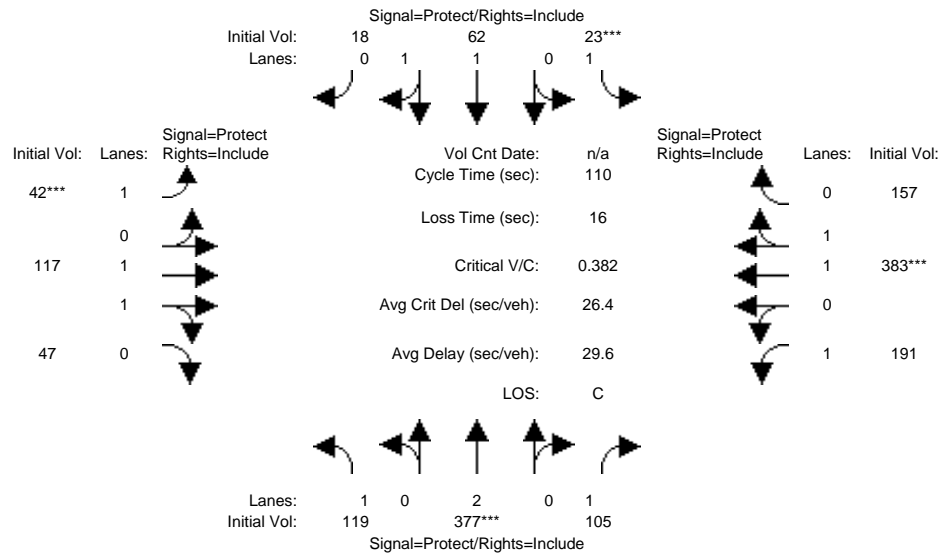 Signal=Protect/Rights=Include
Initial Vol: 18 62 23***
Lanes: 0 1 1 0 1
Signal=Protect Signal=Protect
Initial Vol: Lanes: Rights=Include Vol Cnt Date: n/a Rights=Include Lanes: Initial Vol:
Cycle Time (sec): 110
42*** 1 0 157
Loss Time (sec): 16
0 1
117 1 Critical V/C: 0.382 1 383***
1 Avg Crit Del (sec/veh): 26.4 0
47 0 Avg Delay (sec/veh): 29.6 1 191
LOS: C
Lanes: 1 0 2 0 1
Initial Vol: 119 377*** 105
Signal=Protect/Rights=Include